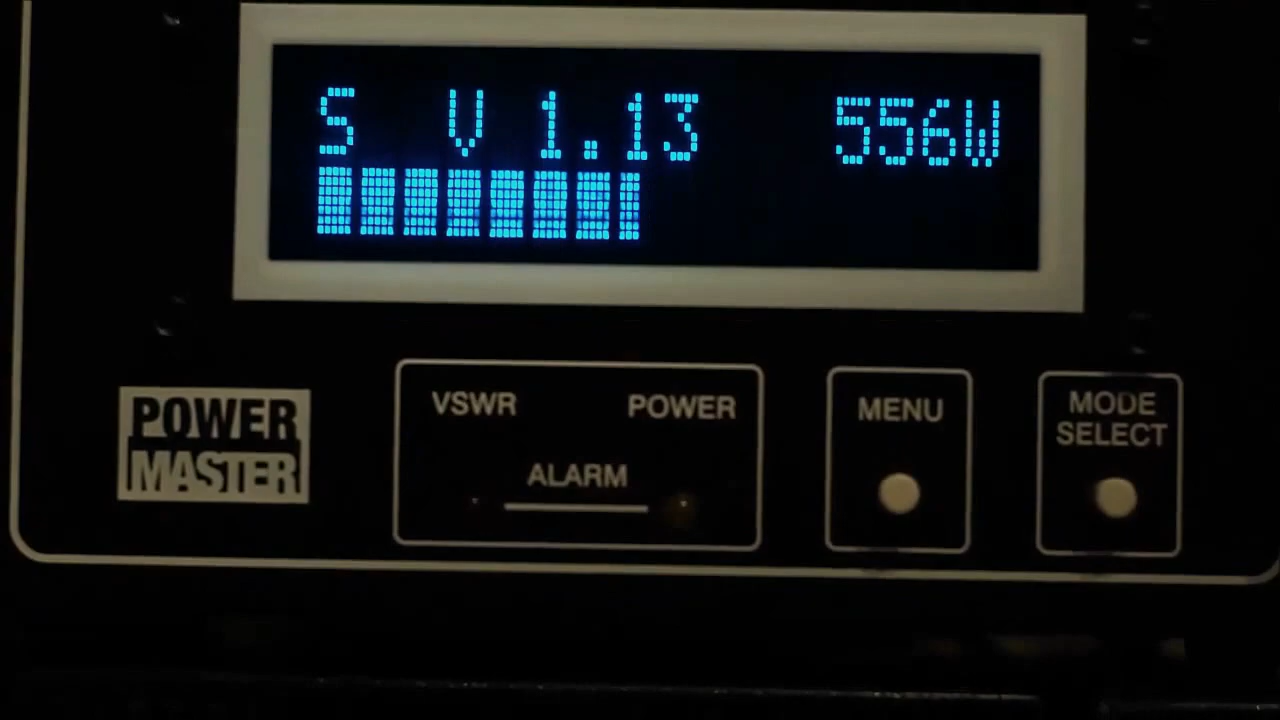 S V 1.13 556W
POWER
MASTER
VSWR POWER
ALARM
MENU
MODE
SELECT